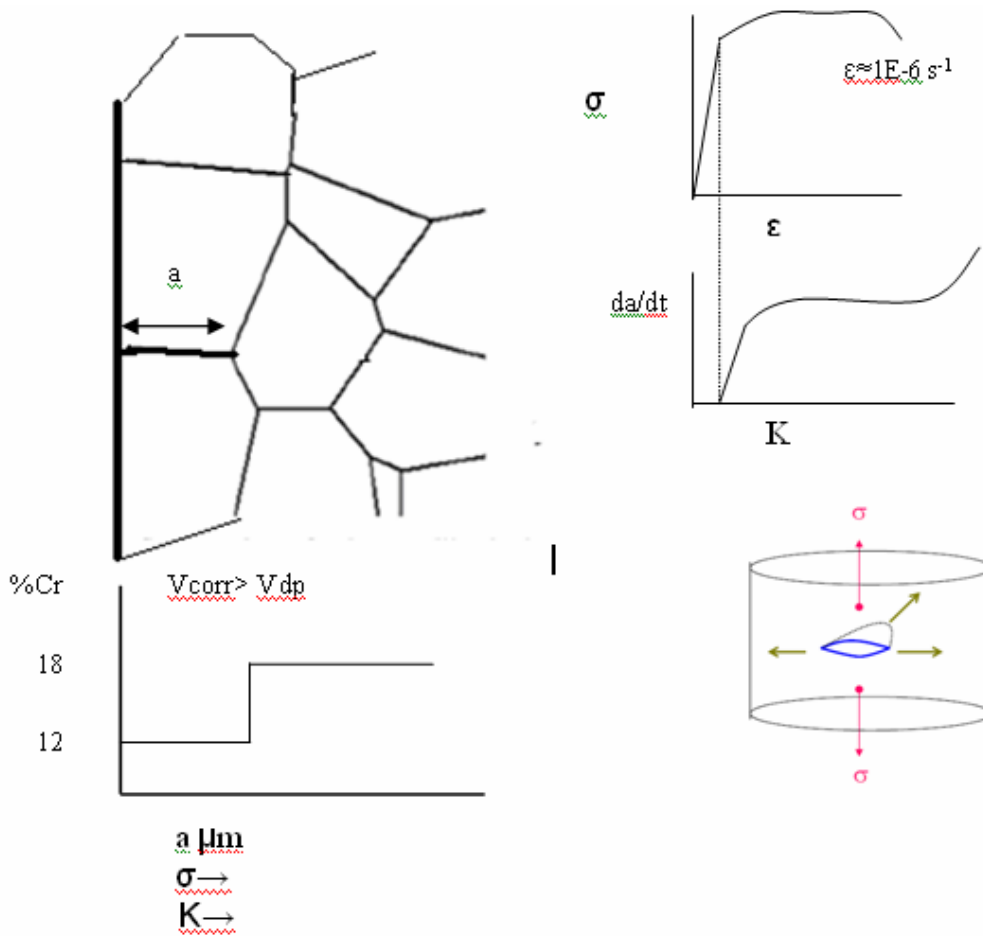 σ
ε≈1E-6 s-1
ε
a
da/dt
K
%Cr
Vcorr> Vdp
18
12
a μm
σ→
K→
σ
σ